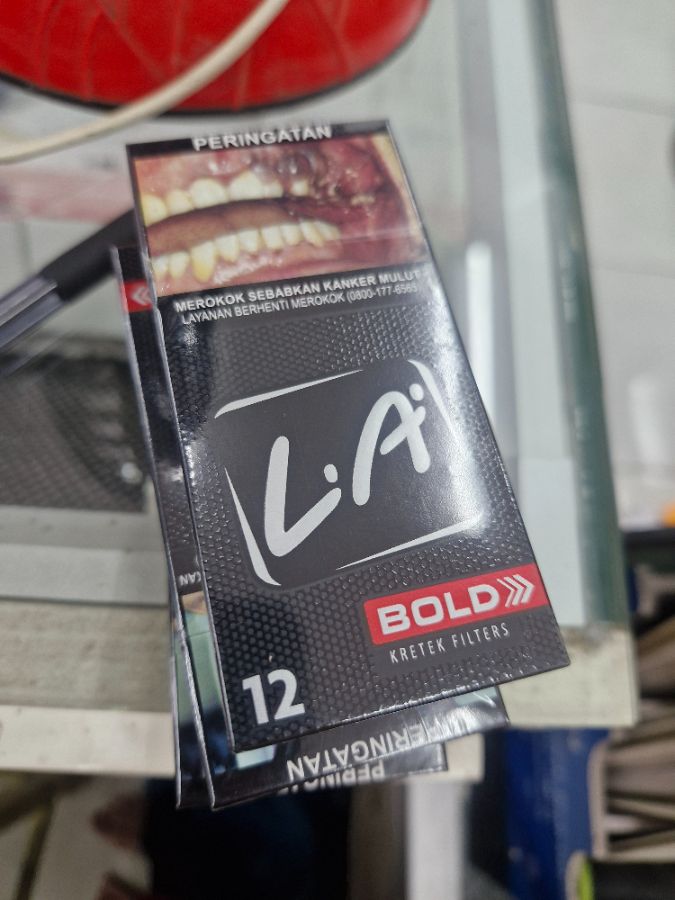 PERINGATAN
MEROKOK SEBABKAN KANKER MULUT
LAYANAN BERHENTI MEROKOK (0800-177-6565)
L.A
BOLD
KRETEK FILTERS
12
PERINGATAN